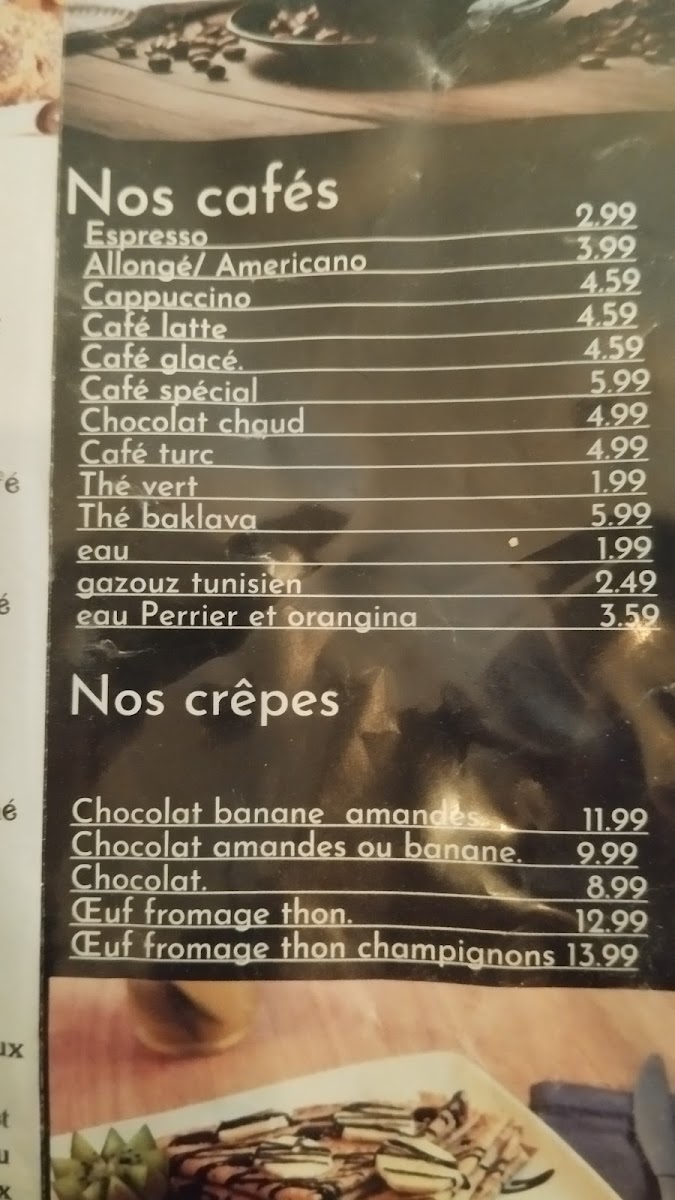 Nos cafés
Espresso 2.99
Allongé/ Americano 3.99
Cappuccino 4.59
Café latte 4.59
Café glacé. 4.59
Café spécial 5.99
Chocolat chaud 4.99
Café turc 4.99
Thé vert 1.99
Thé baklava 5.99
eau 1.99
gazouz tunisien 2.49
eau Perrier et orangina 3.59
Nos crêpes
Chocolat banane amandes. 11.99
Chocolat amandes ou banane. 9.99
Chocolat. 8.99
Œuf fromage thon. 12.99
Œuf fromage thon champignons 13.99